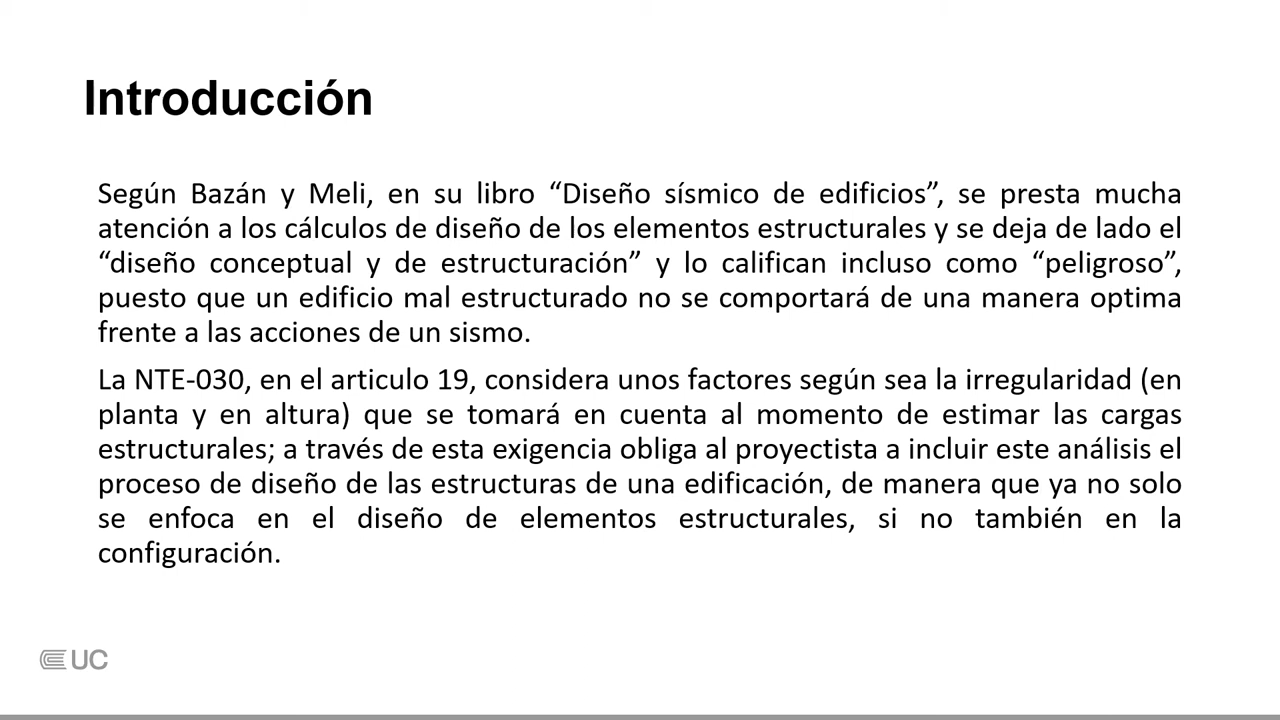 Introducción
Según Bazán y Meli, en su libro “Diseño sísmico de edificios”, se presta mucha
atención a los cálculos de diseño de los elementos estructurales y se deja de lado el
“diseño conceptual y de estructuración” y lo califican incluso como “peligroso”,
puesto que un edificio mal estructurado no se comportará de una manera optima
frente a las acciones de un sismo.
La NTE-030, en el articulo 19, considera unos factores según sea la irregularidad (en
planta y en altura) que se tomará en cuenta al momento de estimar las cargas
estructurales; a través de esta exigencia obliga al proyectista a incluir este análisis el
proceso de diseño de las estructuras de una edificación, de manera que ya no solo
se enfoca en el diseño de elementos estructurales, si no también en la
configuración.
UC